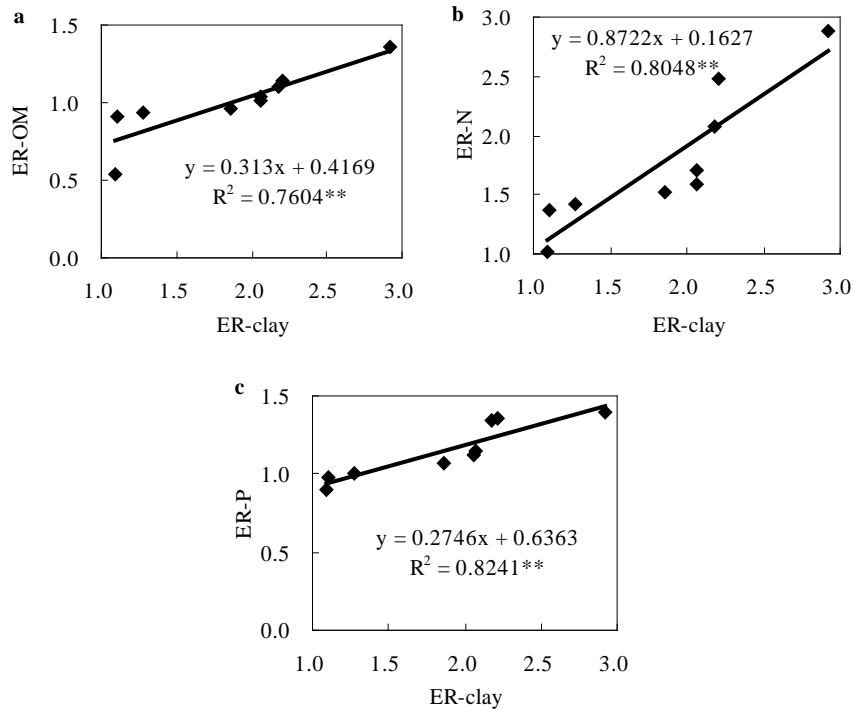 a
1.5
1.0
0.5
0.0
ER-OM
y = 0.313x + 0.4169
R² = 0.7604**
1.0 1.5 2.0 2.5 3.0
ER-clay
b
3.0
2.5
2.0
1.5
1.0
ER-N
y = 0.8722x + 0.1627
R² = 0.8048**
1.0 1.5 2.0 2.5 3.0
ER-clay
c
1.5
1.0
0.5
0.0
ER-P
y = 0.2746x + 0.6363
R² = 0.8241**
1.0 1.5 2.0 2.5 3.0
ER-clay